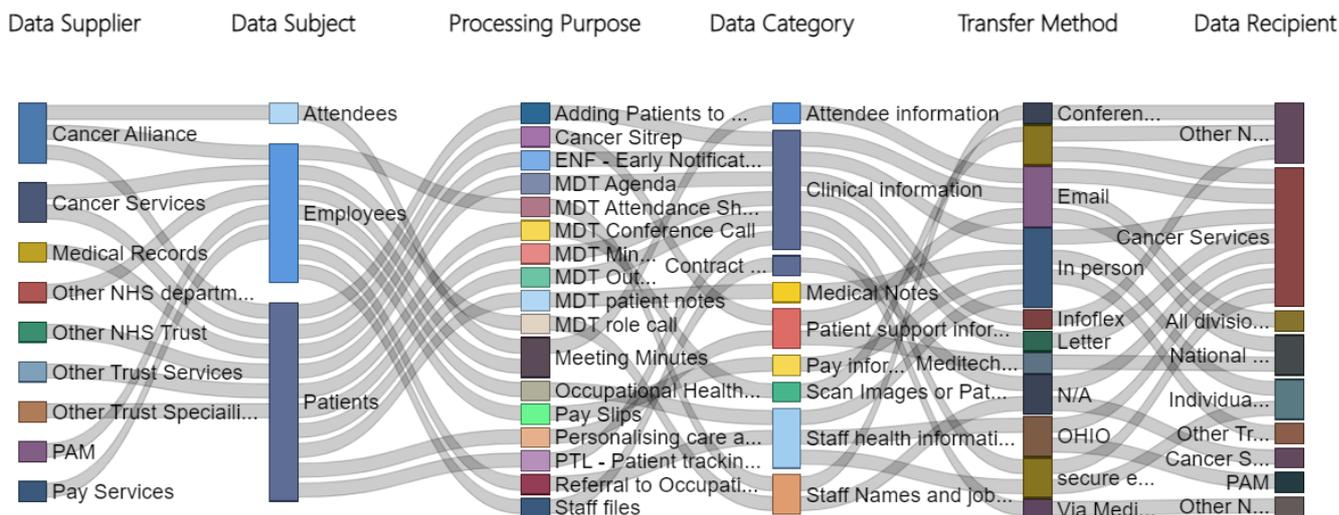 Data Supplier
Data Subject
Processing Purpose
Data Category
Transfer Method
Data Recipient
Cancer Alliance
Cancer Services
Medical Records
Other NHS departm...
Other NHS Trust
Other Trust Services
Other Trust Speciaili...
PAM
Pay Services
Attendees
Employees
Patients
Adding Patients to ...
Cancer Sitrep
ENF - Early Notificat...
MDT Agenda
MDT Attendance Sh...
MDT Conference Call
MDT Min...
MDT Out...
MDT patient notes
MDT role call
Meeting Minutes
Occupational Health...
Pay Slips
Personalising care a...
PTL - Patient trackin...
Referral to Occupati...
Staff files
Attendee information
Clinical information
Contract ...
Medical Notes
Patient support infor...
Pay infor...
Scan Images or Pat...
Staff health informati...
Staff Names and job...
Conferen...
Email
In person
Infoflex
Letter
Meditech...
N/A
OHIO
secure e...
Via Medi...
Other N...
Cancer Services
All divisio...
National ...
Individua...
Other Tr...
Cancer S...
PAM
Other N...